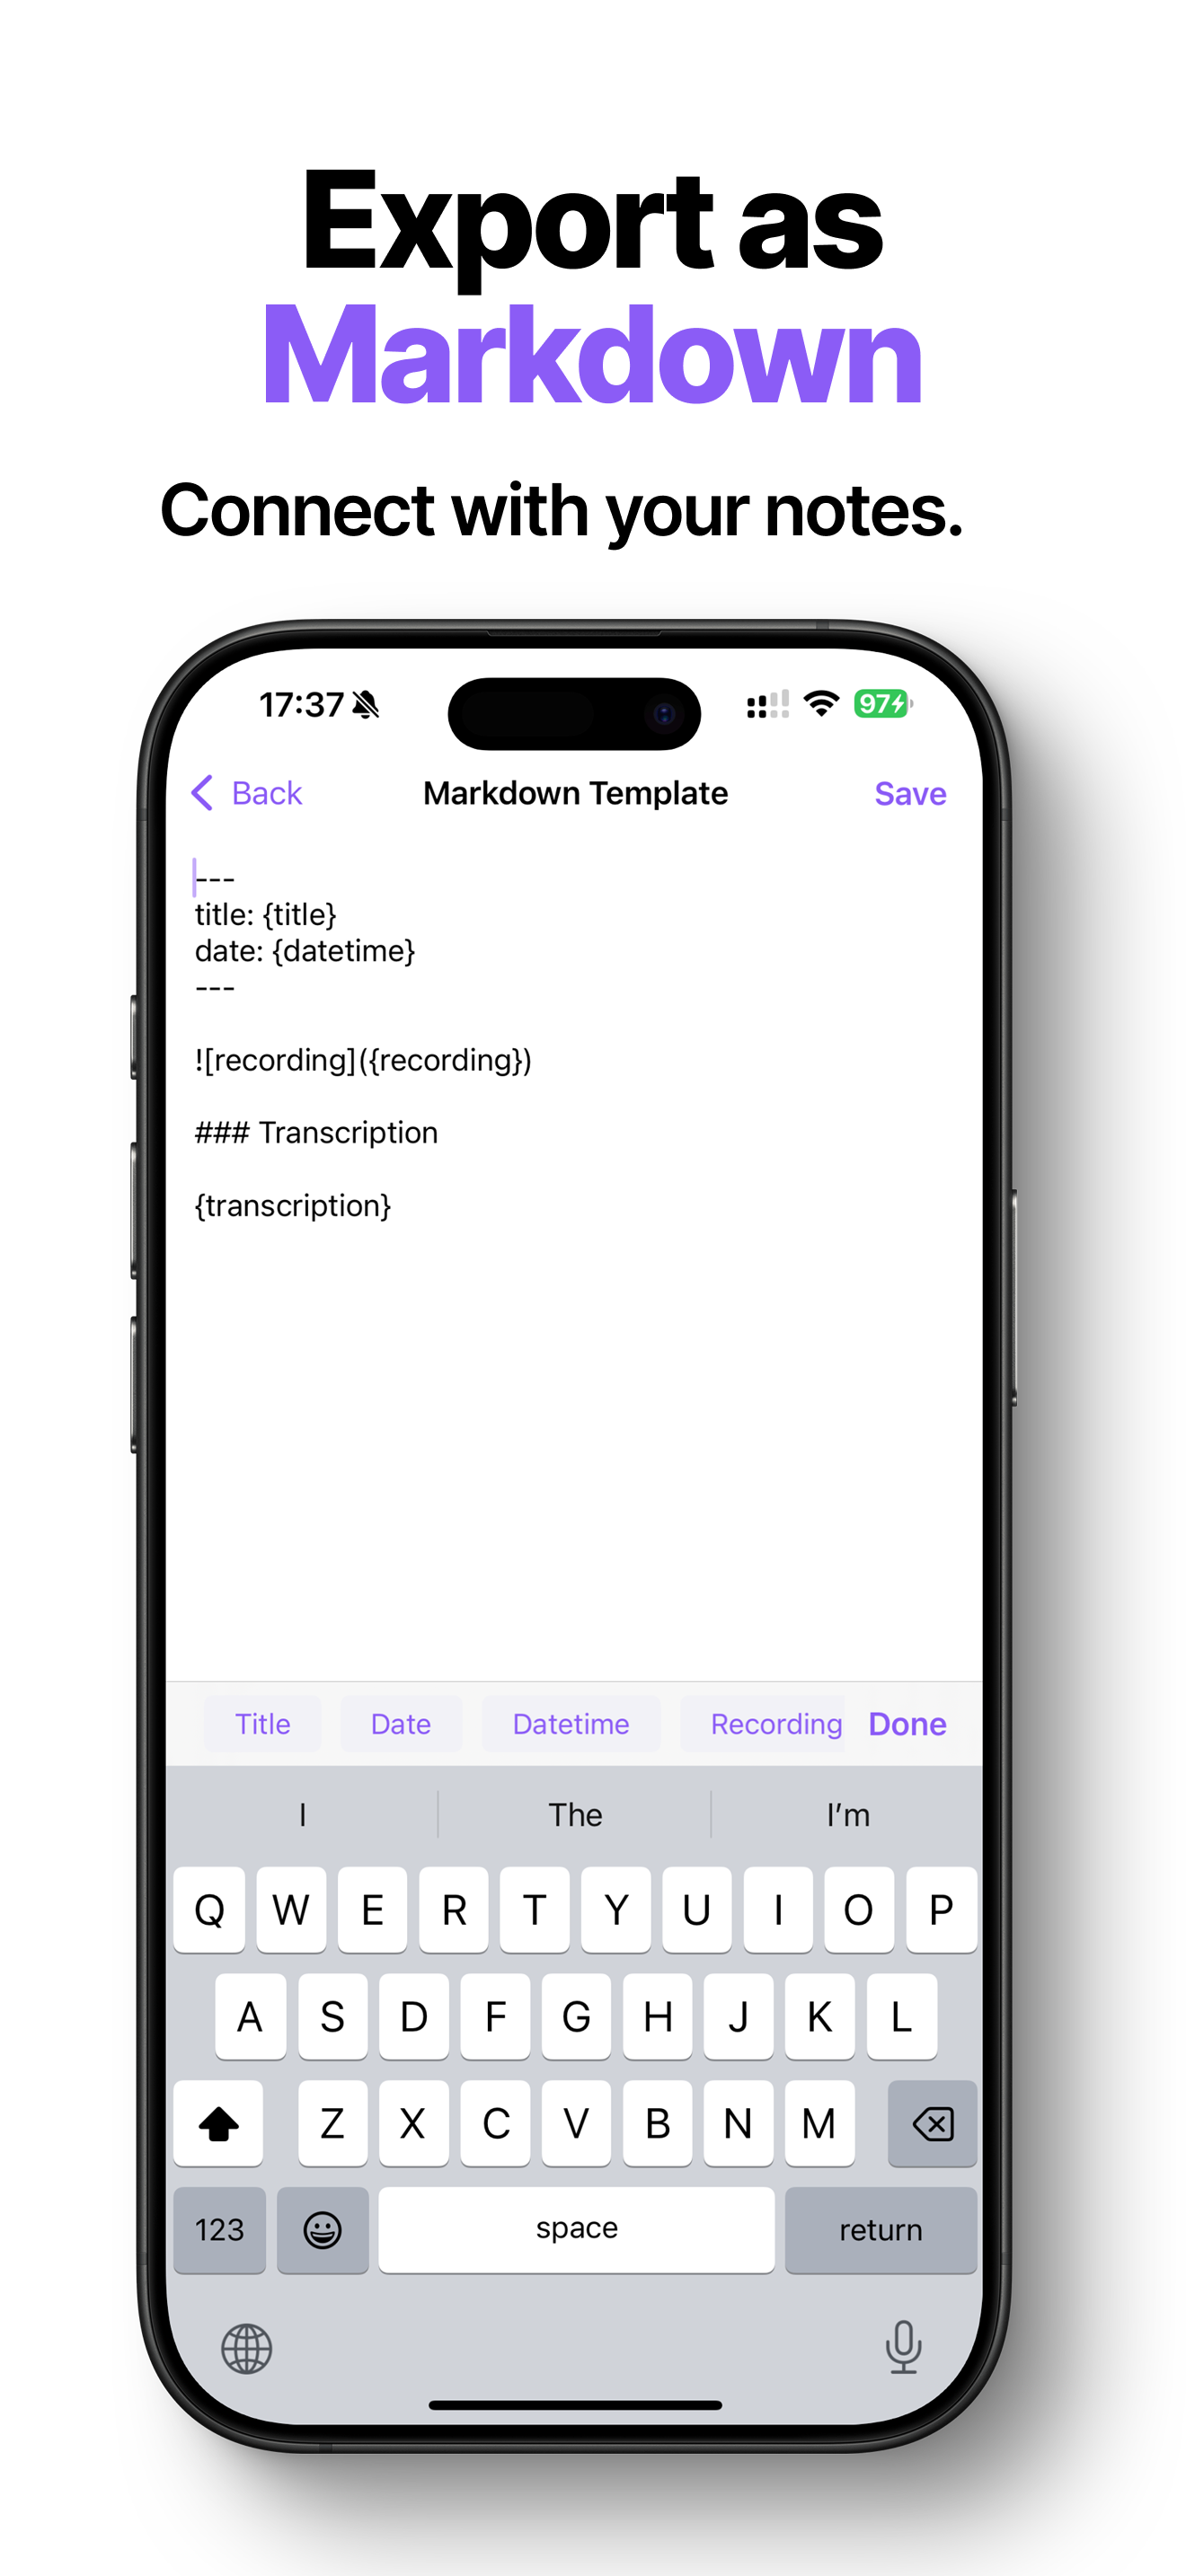 Export as
Markdown
Connect with your notes.
17:37 97
Back Markdown Template Save
---
title: {title}
date: {datetime}
---
![recording]({recording})
### Transcription
{transcription}
Title Date Datetime Recording Done
I The I'm
Q W E R T Y U I O P
A S D F G H J K L
Z X C V B N M
123 space return